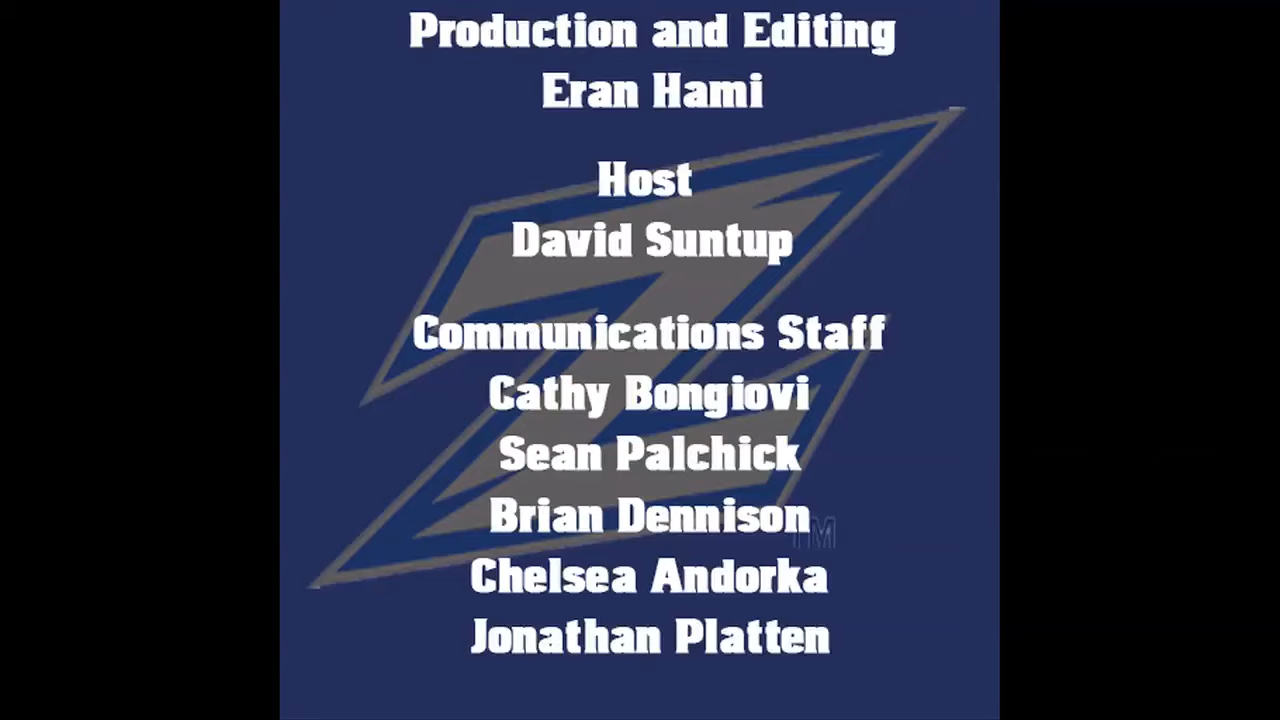 Production and Editing
Eran Hami
Host
David Suntup
Communications Staff
Cathy Bongiovi
Sean Palchick
Brian Dennison
TM
Chelsea Andorka
Jonathan Platten